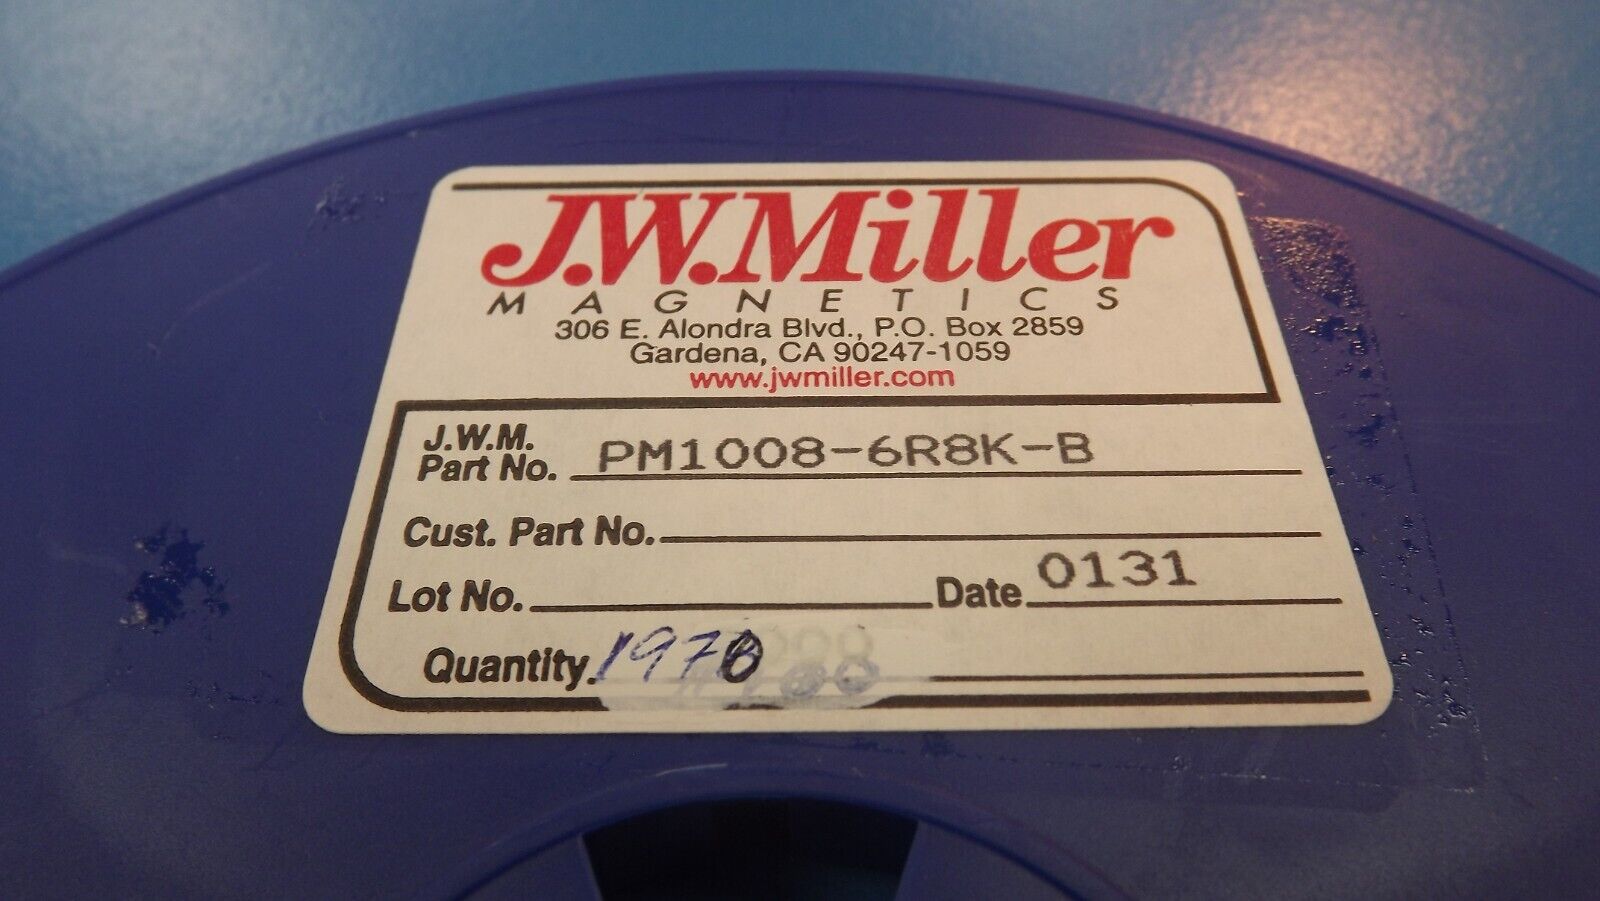 J.W.Miller
MAGNETICS
306 E. Alondra Blvd., P.O. Box 2859
Gardena, CA 90247-1059
www.jwmiller.com
J.W.M.
Part No. PM1008-6R8K-B
Cust. Part No.
Lot No. Date 0131
Quantity